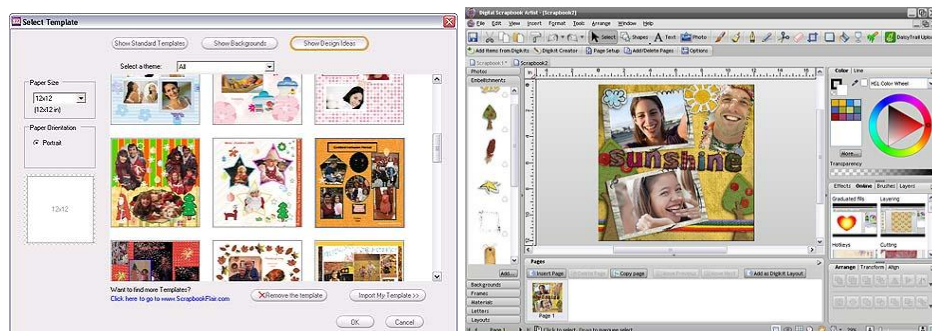 Select Template
Show Standard Templates
Show Backgrounds
Show Design Ideas
Select a theme: All
Paper Size
12x12
(12x12 in)
Paper Orientation
Portrait
12x12
Want to find more Templates?
Click here to go to www.ScrapbookFlair.com
Remove the template
Import My Template >>
OK
Cancel
Digital Scrapbook Artist - [Scrapbook2]
File Edit View Insert Format Tools Arrange Window Help
Select Shapes Text Photo
Add Items from Digikits Digikit Creator Page Setup Add/Delete Pages Options
Scrapbook1* Scrapbook2
Photos
Embellishments
Add...
Backgrounds
Frames
Materials
Letters
Layouts
sunshine
Pages
Insert Page
Copy page
Add as Digikit Layout
Page 1
Color Line
HSL Color Wheel
More...
Transparency
Effects Online Brushes Layers
Graduated fills
Layering
Hotkeys
Cutting
Arrange Transform Align
Page 1